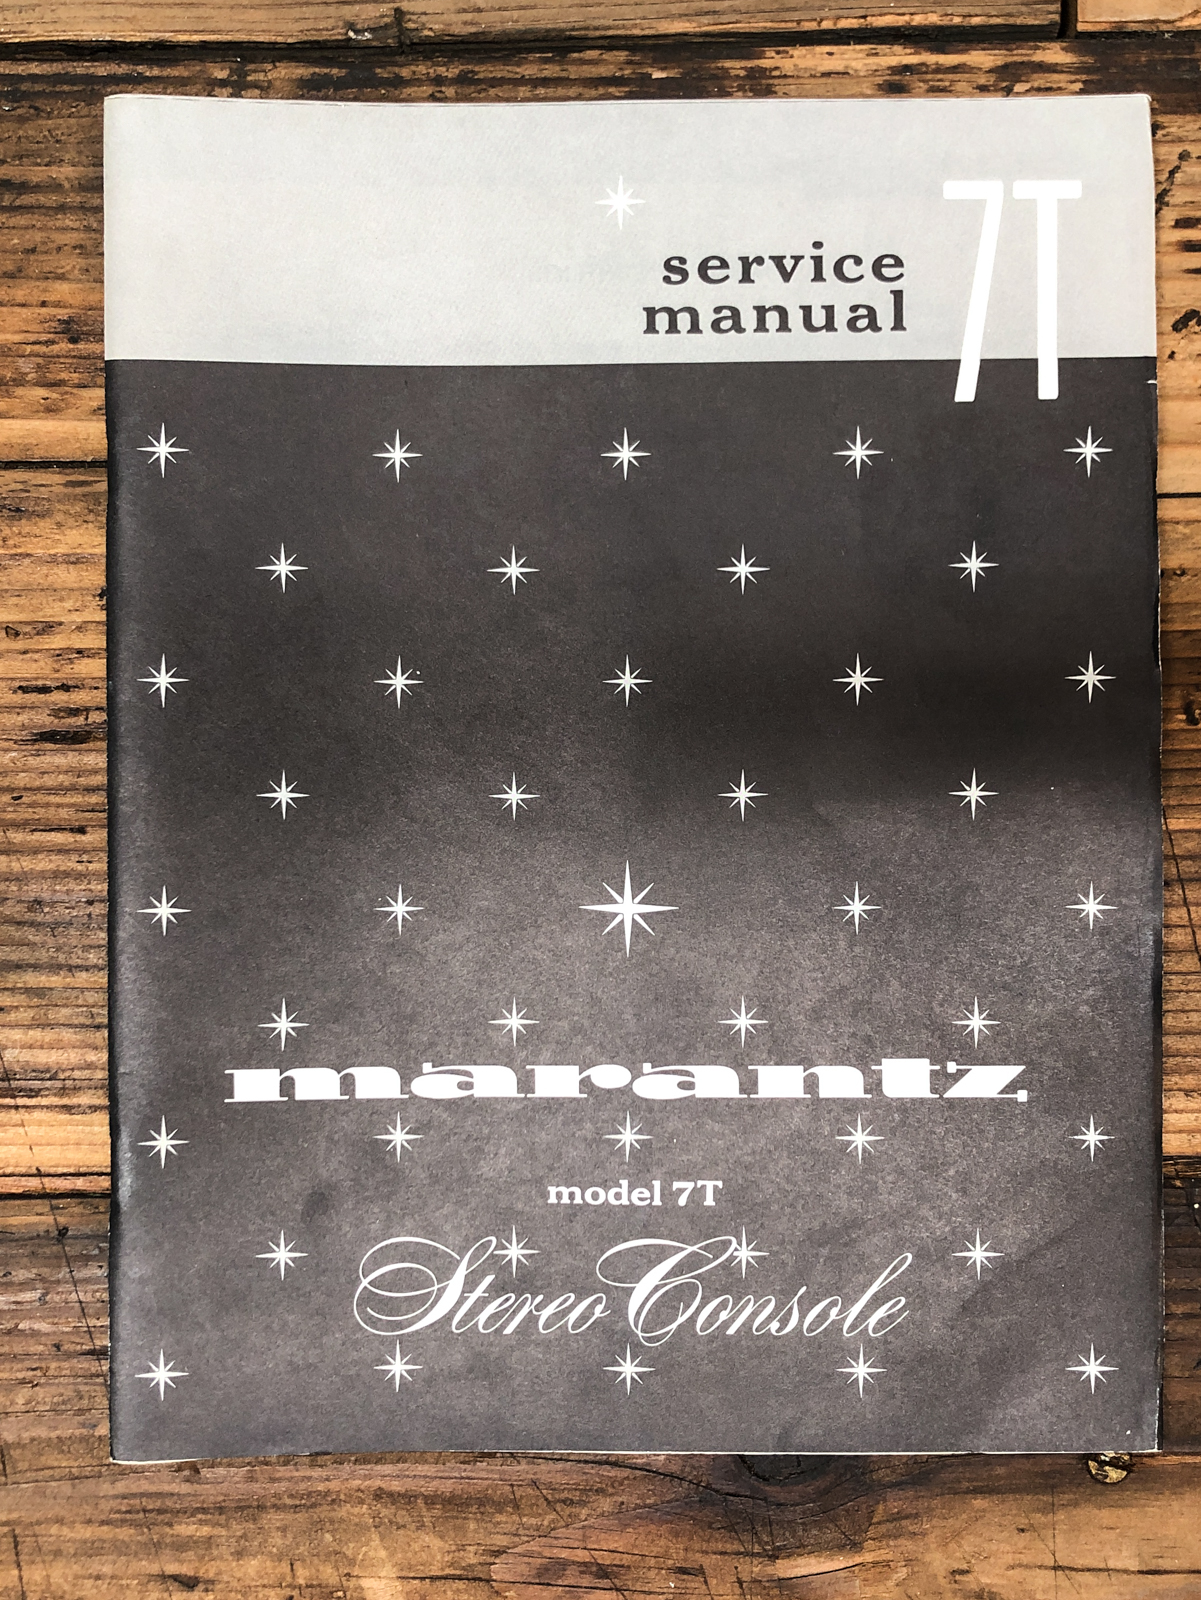 7T
service
manual
marantz
model 7T
Stereo Console